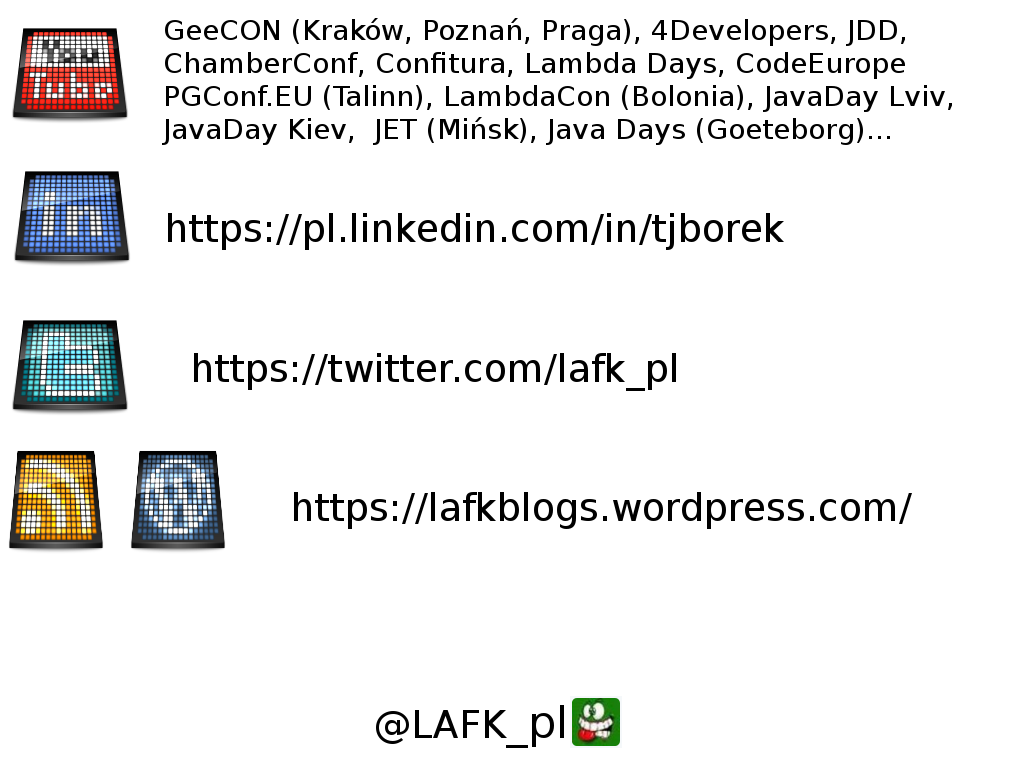 You
Tube
GeeCON (Kraków, Poznań, Praga), 4Developers, JDD,
ChamberConf, Confitura, Lambda Days, CodeEurope
PGConf.EU (Talinn), LambdaCon (Bolonia), JavaDay Lviv,
JavaDay Kiev,  JET (Mińsk), Java Days (Goeteborg)...
in
https://pl.linkedin.com/in/tjborek
t
https://twitter.com/lafk_pl
https://lafkblogs.wordpress.com/
@LAFK_pl